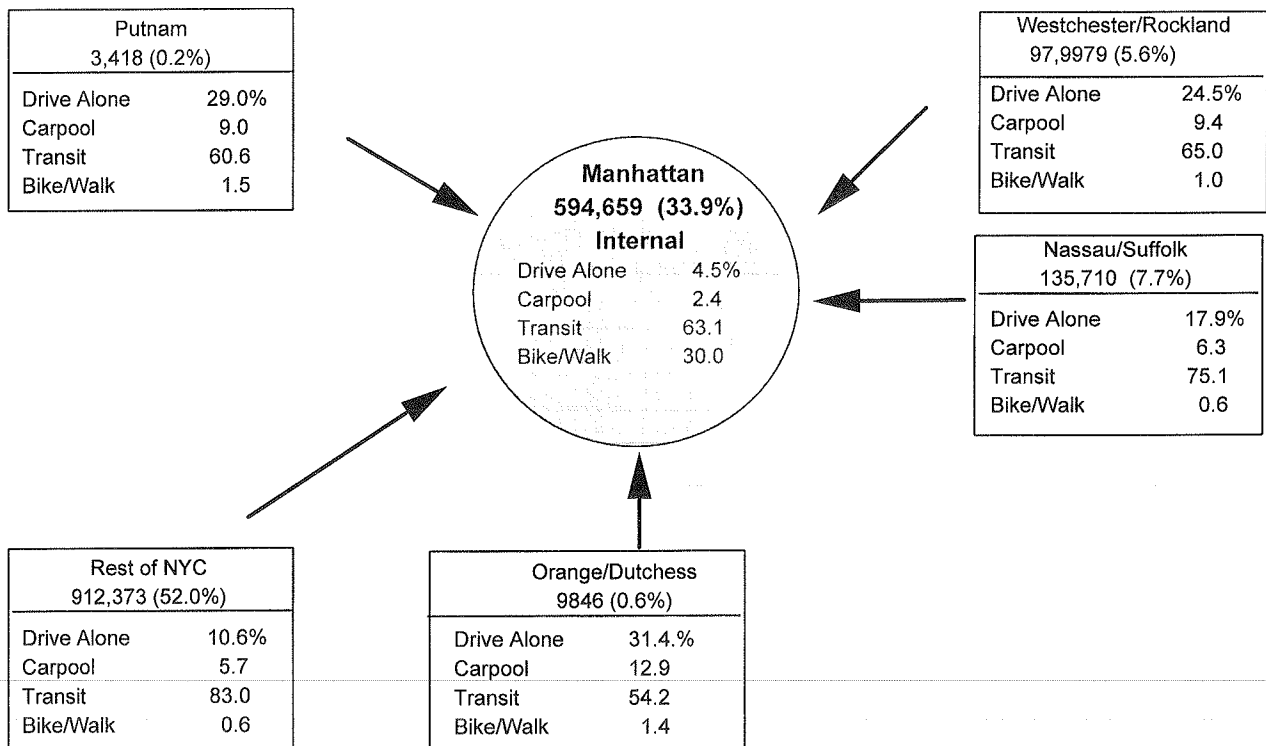 Putnam
3,418 (0.2%)
Drive Alone 29.0%
Carpool 9.0
Transit 60.6
Bike/Walk 1.5
Westchester/Rockland
97,9979 (5.6%)
Drive Alone 24.5%
Carpool 9.4
Transit 65.0
Bike/Walk 1.0
Manhattan
594,659 (33.9%)
Internal
Drive Alone 4.5%
Carpool 2.4
Transit 63.1
Bike/Walk 30.0
Nassau/Suffolk
135,710 (7.7%)
Drive Alone 17.9%
Carpool 6.3
Transit 75.1
Bike/Walk 0.6
Rest of NYC
912,373 (52.0%)
Drive Alone 10.6%
Carpool 5.7
Transit 83.0
Bike/Walk 0.6
Orange/Dutchess
9846 (0.6%)
Drive Alone 31.4.%
Carpool 12.9
Transit 54.2
Bike/Walk 1.4